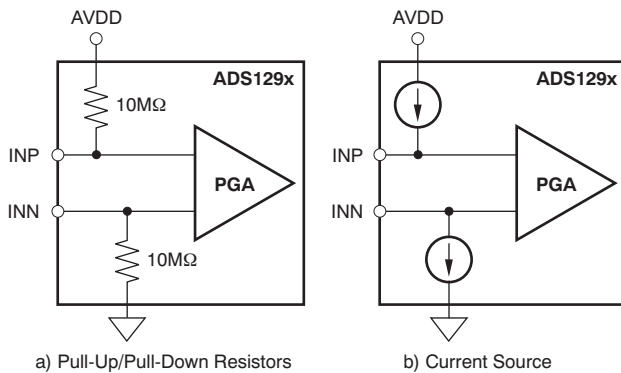 AVDD
ADS129x
10MΩ
INP
PGA
INN
10MΩ
a) Pull-Up/Pull-Down Resistors
AVDD
ADS129x
INP
PGA
INN
b) Current Source